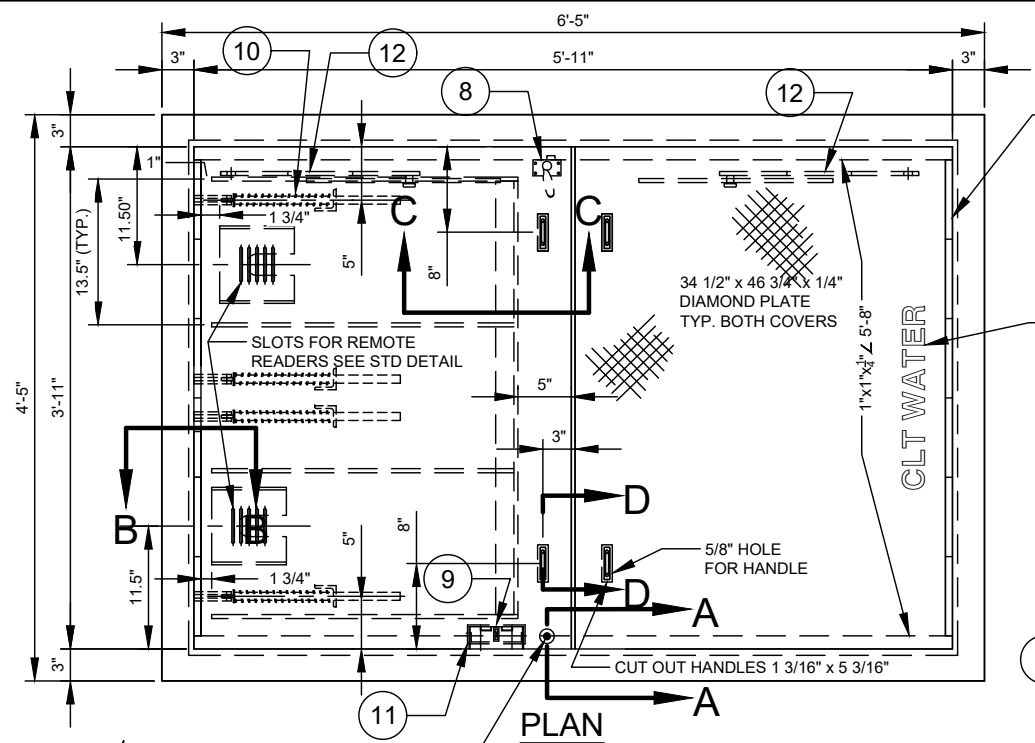 6'-5"
3"
5'-11"
3"
10
12
8
12
3"
1"
1 3/4"
11.50"
13.5" (TYP.)
5"
8"
C
C
34 1/2" x 46 3/4" x 1/4"
DIAMOND PLATE
TYP. BOTH COVERS
SLOTS FOR REMOTE
READERS SEE STD DETAIL
1"x1"x1/4" ∠ 5'-8"
CLT WATER
4'-5"
3'-11"
5"
3"
B
B
D
D
5/8" HOLE
FOR HANDLE
5"
8"
11.5"
1 3/4"
9
A
CUT OUT HANDLES 1 3/16" x 5 3/16"
3"
11
A
PLAN